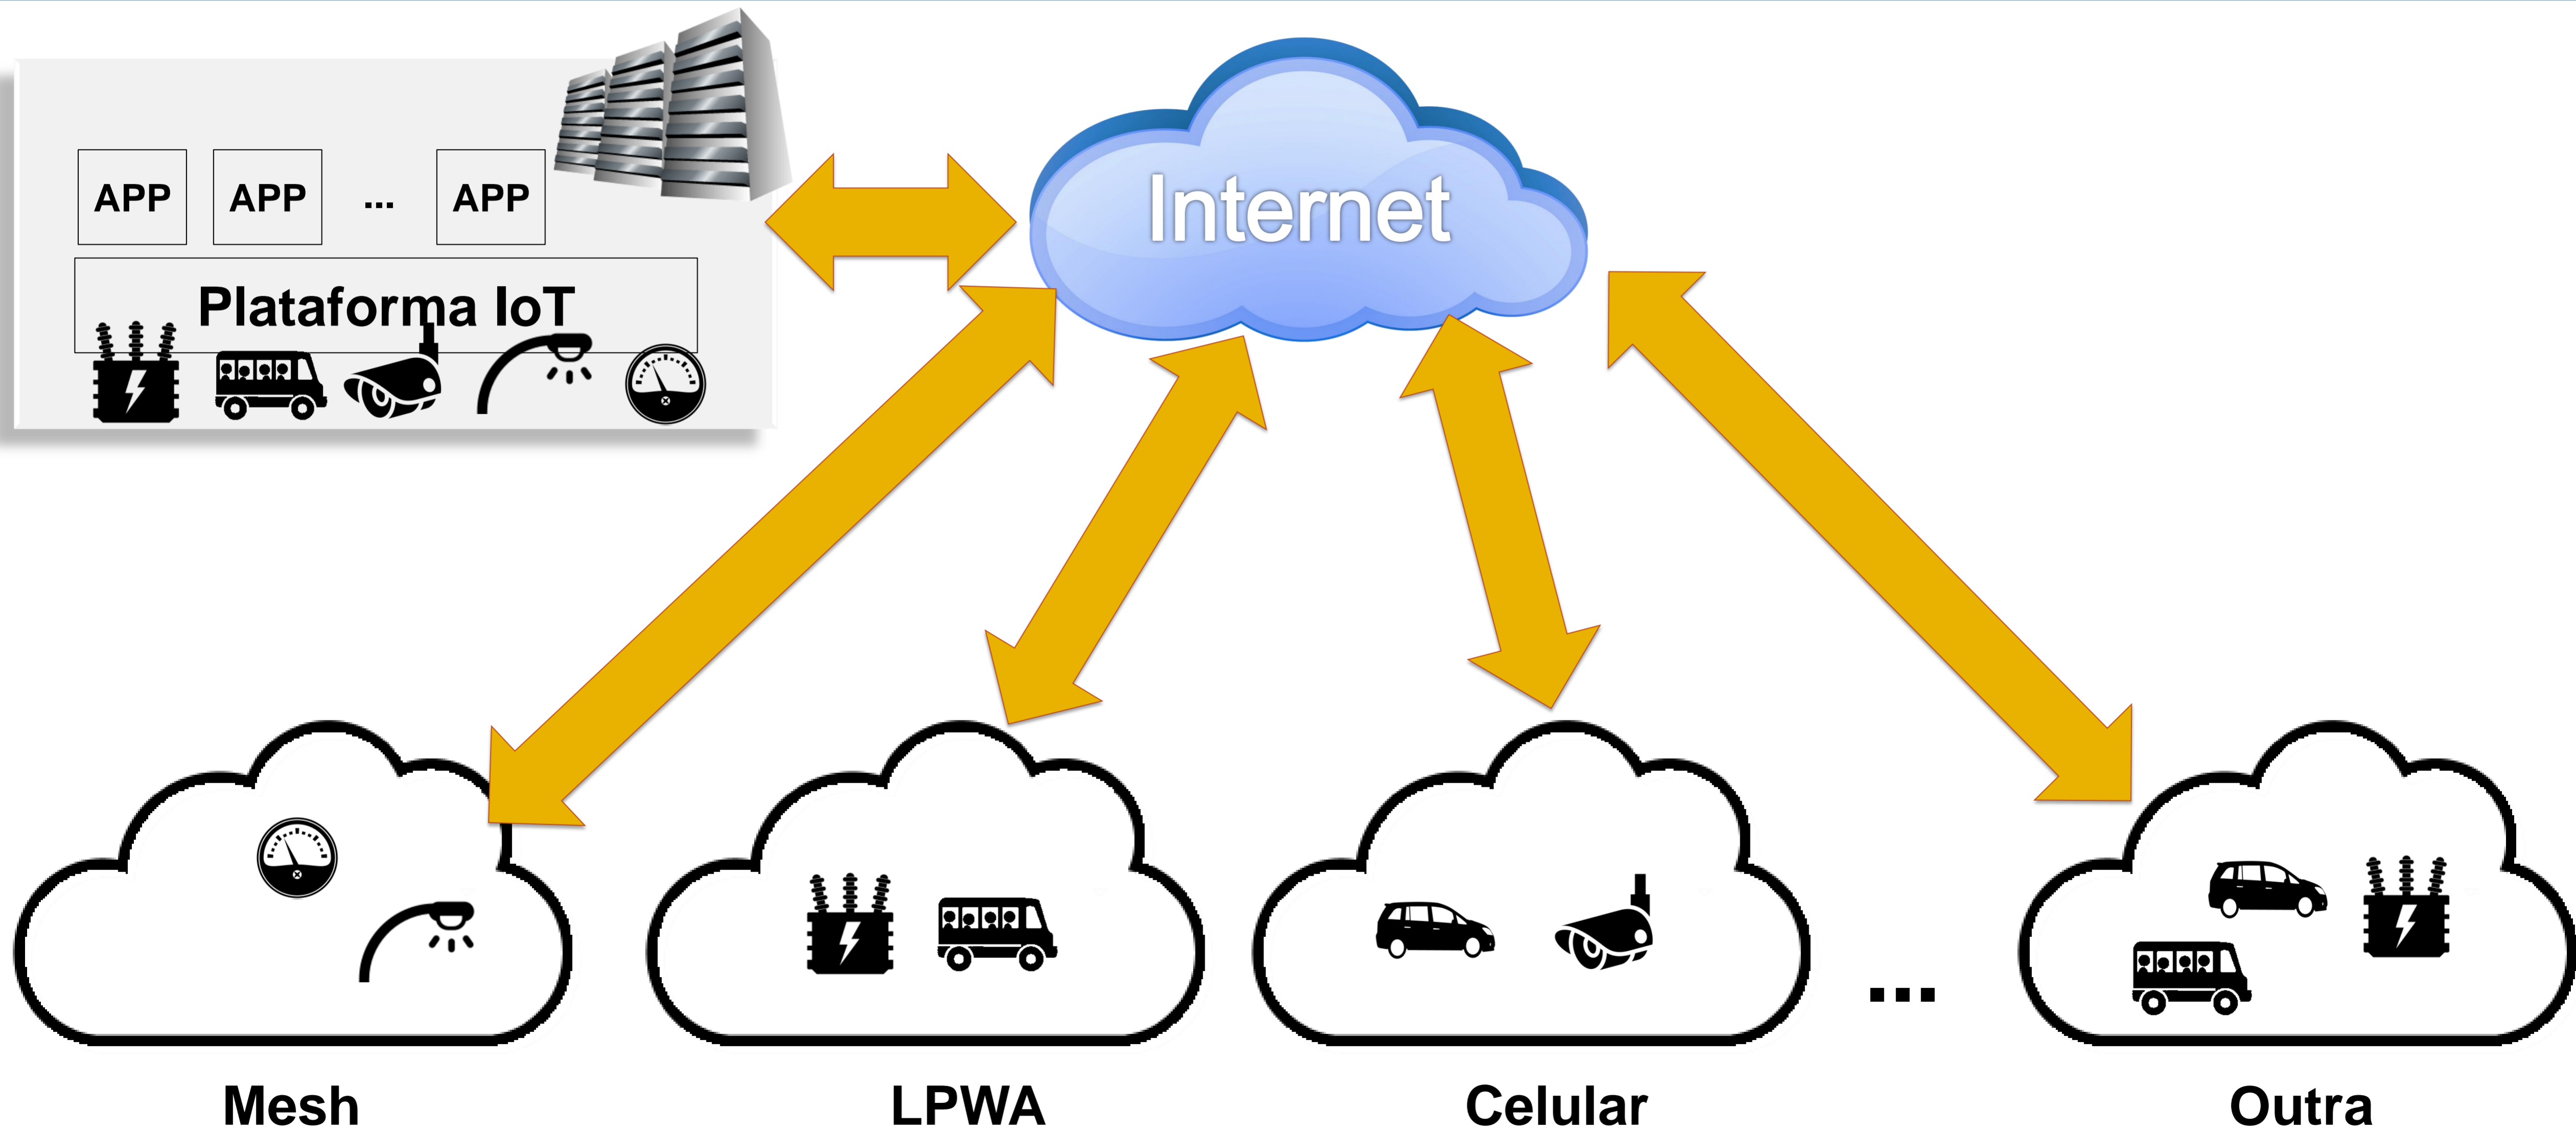 APP APP ... APP
Plataforma IoT
Internet
...
Mesh LPWA Celular Outra